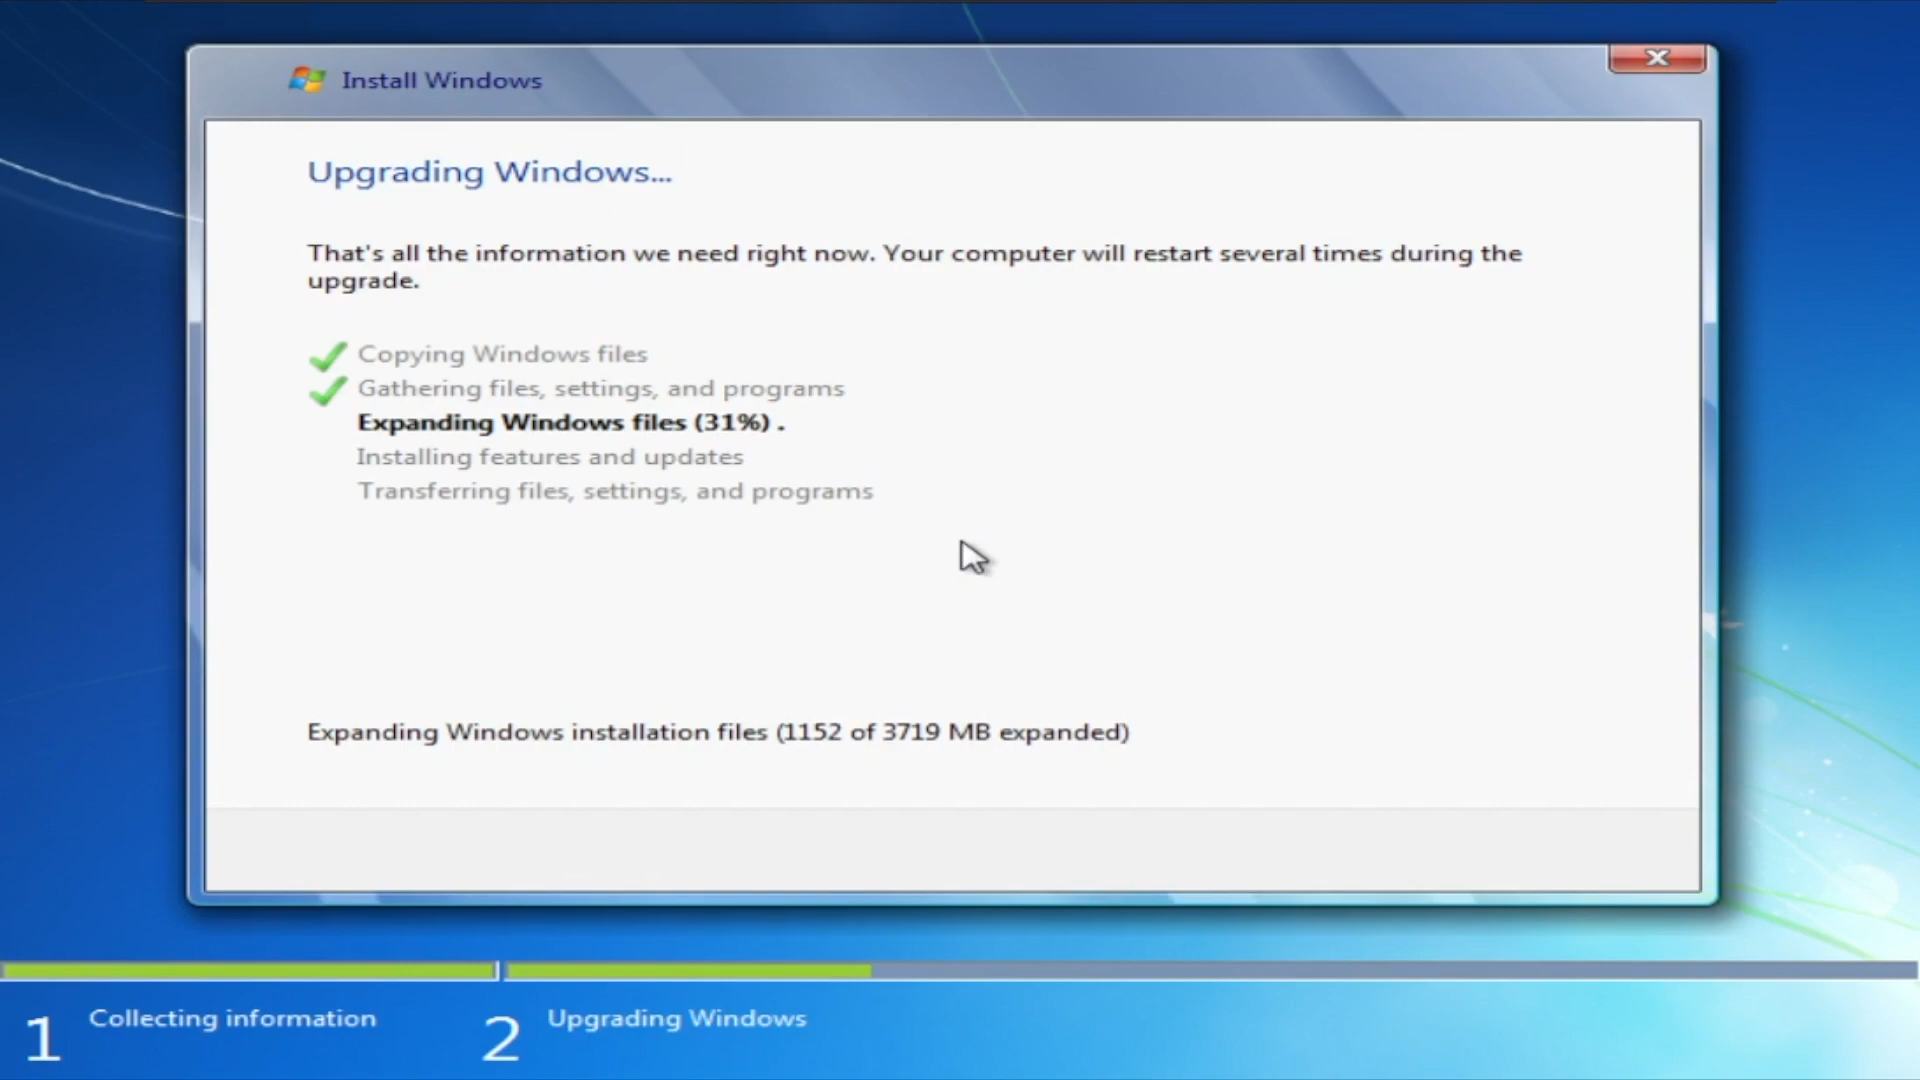 Install Windows
Upgrading Windows...
That's all the information we need right now. Your computer will restart several times during the
upgrade.
Copying Windows files
Gathering files, settings, and programs
Expanding Windows files (31%) .
Installing features and updates
Transferring files, settings, and programs
Expanding Windows installation files (1152 of 3719 MB expanded)
1 Collecting information
2 Upgrading Windows